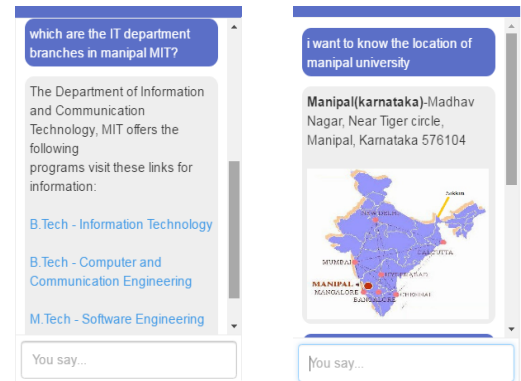 which are the IT department
branches in manipal MIT?
The Department of Information
and Communication
Technology, MIT offers the
following
programs visit these links for
information:
B.Tech - Information Technology
B.Tech - Computer and
Communication Engineering
M.Tech - Software Engineering
You say...
i want to know the location of
manipal university
Manipal(karnataka)-Madhav
Nagar, Near Tiger circle,
Manipal, Karnataka 576104
NEW DELHI
CALCUTTA
MUMBAI
HYDERABAD
MANIPAL
MANGALORE
BANGALORE
CHENNAI
You say...